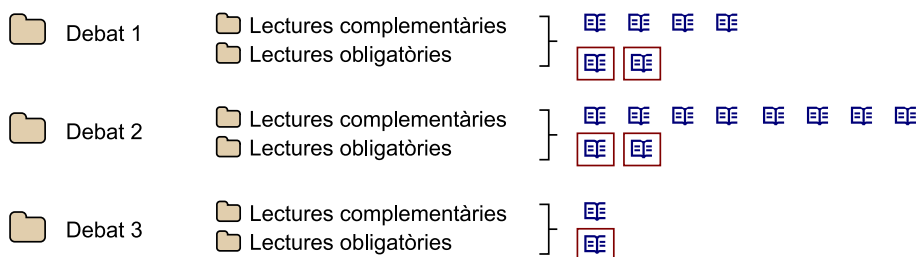 Debat 1
Lectures complementàries
Lectures obligatòries
Debat 2
Lectures complementàries
Lectures obligatòries
Debat 3
Lectures complementàries
Lectures obligatòries